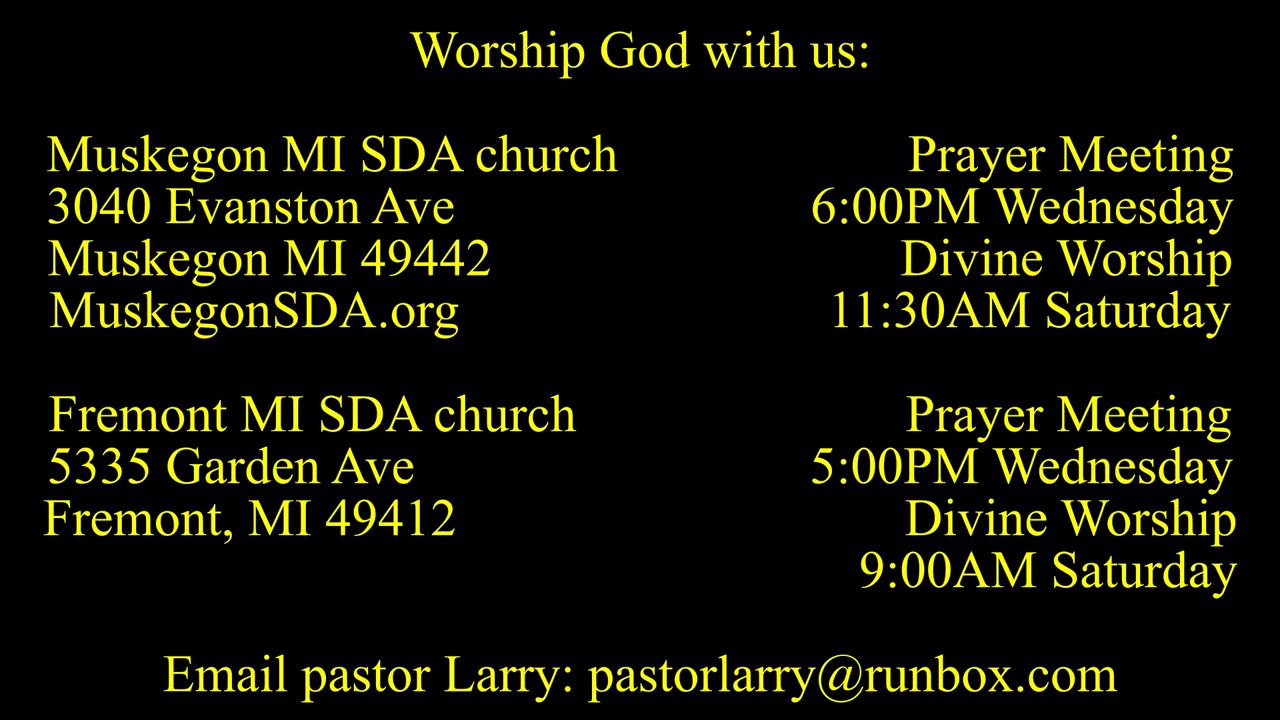 Worship God with us:
Muskegon MI SDA church
3040 Evanston Ave
Muskegon MI 49442
MuskegonSDA.org
Prayer Meeting
6:00PM Wednesday
Divine Worship
11:30AM Saturday
Fremont MI SDA church
5335 Garden Ave
Fremont, MI 49412
Prayer Meeting
5:00PM Wednesday
Divine Worship
9:00AM Saturday
Email pastor Larry: pastorlarry@runbox.com